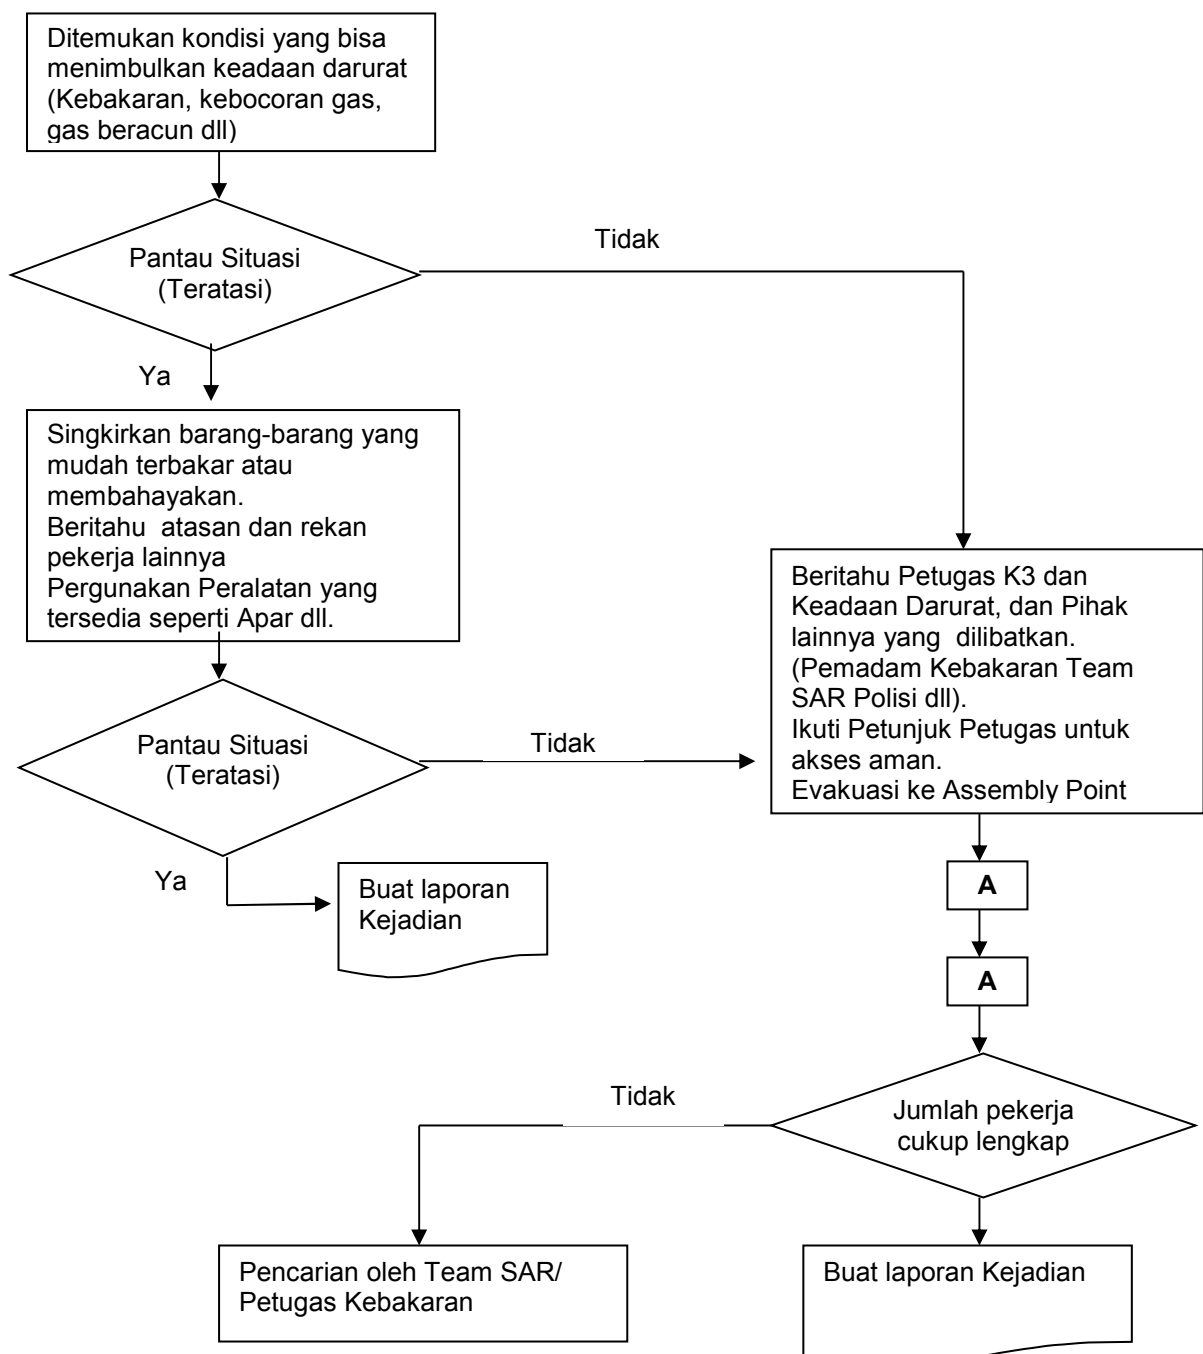 Ditemukan kondisi yang bisa
menimbulkan keadaan darurat
(Kebakaran, kebocoran gas,
gas beracun dll)
Tidak
Pantau Situasi
(Teratasi)
Ya
Singkirkan barang-barang yang
mudah terbakar atau
membahayakan.
Beritahu atasan dan rekan
pekerja lainnya
Pergunakan Peralatan yang
tersedia seperti Apar dll.
Beritahu Petugas K3 dan
Keadaan Darurat, dan Pihak
lainnya yang dilibatkan.
(Pemadam Kebakaran Team
SAR Polisi dll).
Ikuti Petunjuk Petugas untuk
akses aman.
Evakuasi ke Assembly Point
Pantau Situasi
(Teratasi)
Tidak
Ya
Buat laporan
Kejadian
A
A
Tidak
Jumlah pekerja
cukup lengkap
Pencarian oleh Team SAR/
Petugas Kebakaran
Buat laporan Kejadian